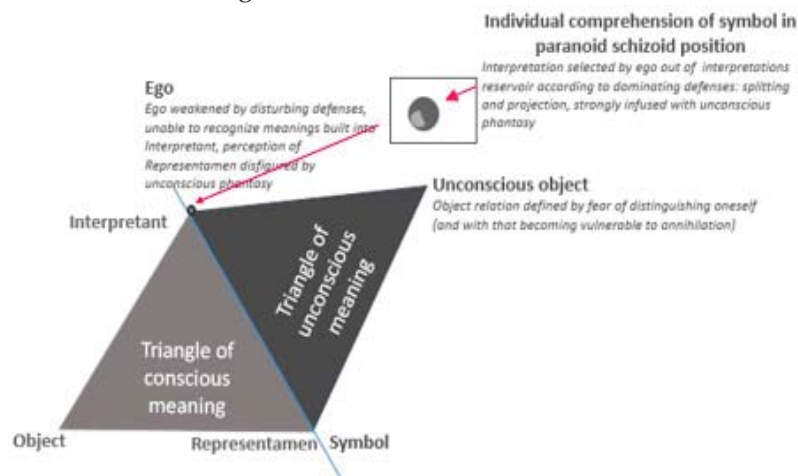 Individual comprehension of symbol in
paranoid schizoid position
Interpretation selected by ego out of interpretations
reservoir according to dominating defenses: splitting
and projection, strongly infused with unconscious
phantasy
Ego
Ego weakened by disturbing defenses,
unable to recognize meanings built into
Interpretant, perception of
Representamen disfigured by
unconscious phantasy
Unconscious object
Object relation defined by fear of distinguishing oneself
(and with that becoming vulnerable to annihilation)
Interpretant
Triangle of
unconscious
meaning
Triangle of
conscious
meaning
Object
Representamen
Symbol